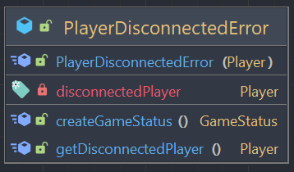 PlayerDisconnectedError
PlayerDisconnectedError (Player)
disconnectedPlayer Player
createGameStatus () GameStatus
getDisconnectedPlayer () Player